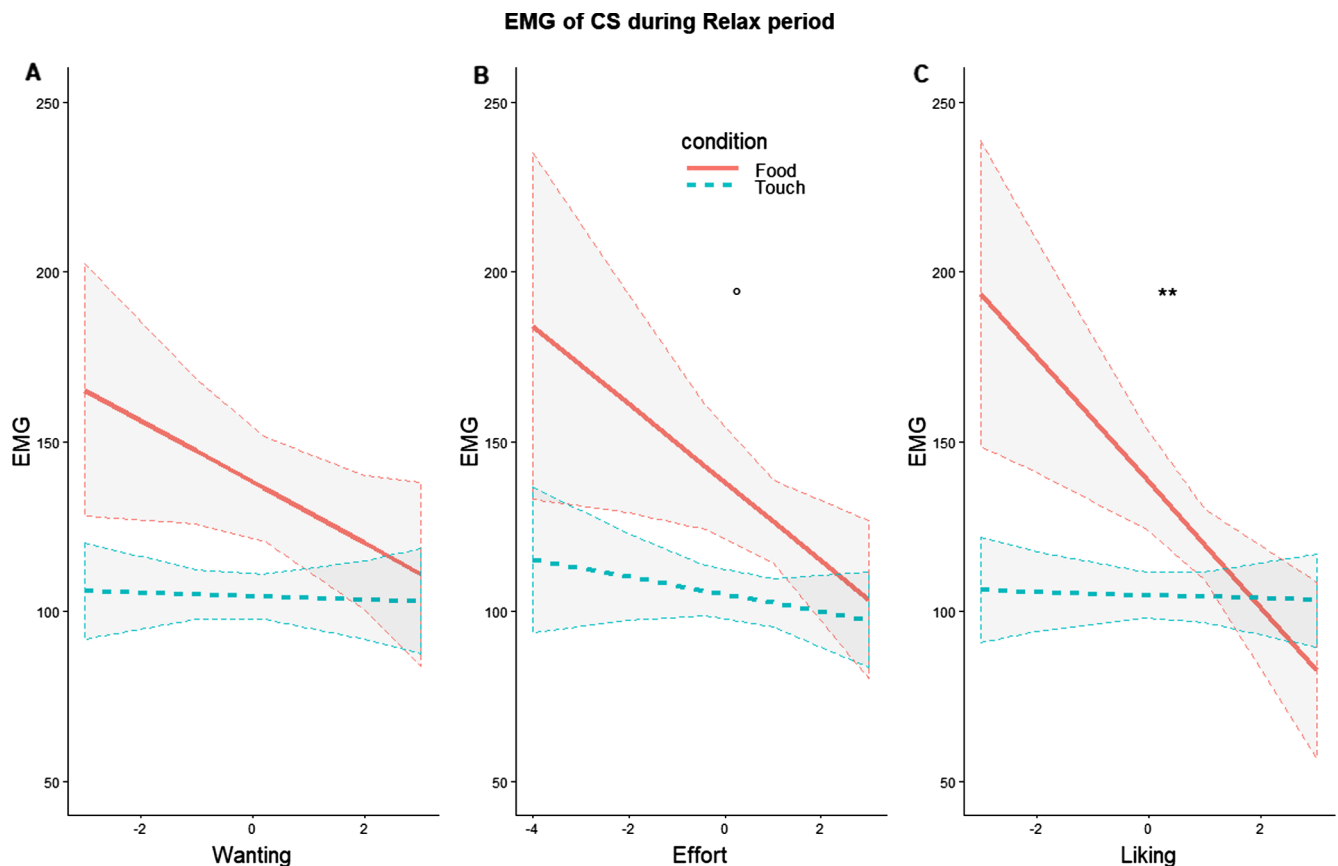 EMG of CS during Relax period
A
250
200
150
100
50
EMG
-2
0
2
Wanting
B
250
200
150
100
50
EMG
condition
Food
Touch
°
-4
-2
0
2
Effort
C
250
200
150
100
50
EMG
**
-2
0
2
Liking